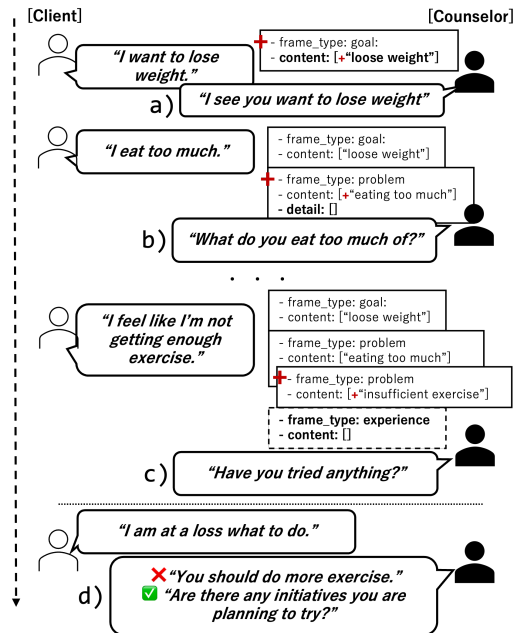 [Client]
[Counselor]
- frame_type: goal:
- content: [+“loose weight”]
“I want to lose
weight.”
a) “I see you want to lose weight”
“I eat too much.”
- frame_type: goal:
- content: [“loose weight”]
- frame_type: problem
- content: [+“eating too much”]
- detail: []
b) “What do you eat too much of?”
. . .
“I feel like I’m not
getting enough
exercise.”
- frame_type: goal:
- content: [“loose weight”]
- frame_type: problem
- content: [“eating too much”]
- frame_type: problem
- content: [+“insufficient exercise”]
- frame_type: experience
- content: []
c) “Have you tried anything?”
“I am at a loss what to do.”
d) ❌ “You should do more exercise.”
✅ “Are there any initiatives you are
planning to try?”